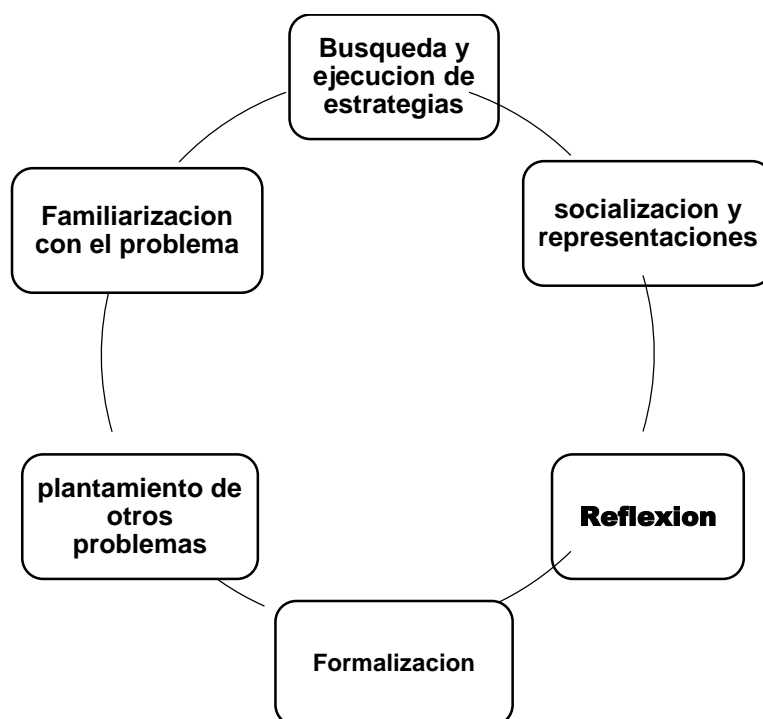 Busqueda y
ejecucion de
estrategias
Familiarizacion
con el problema
socializacion y
representaciones
plantamiento de
otros
problemas
Reflexion
Formalizacion